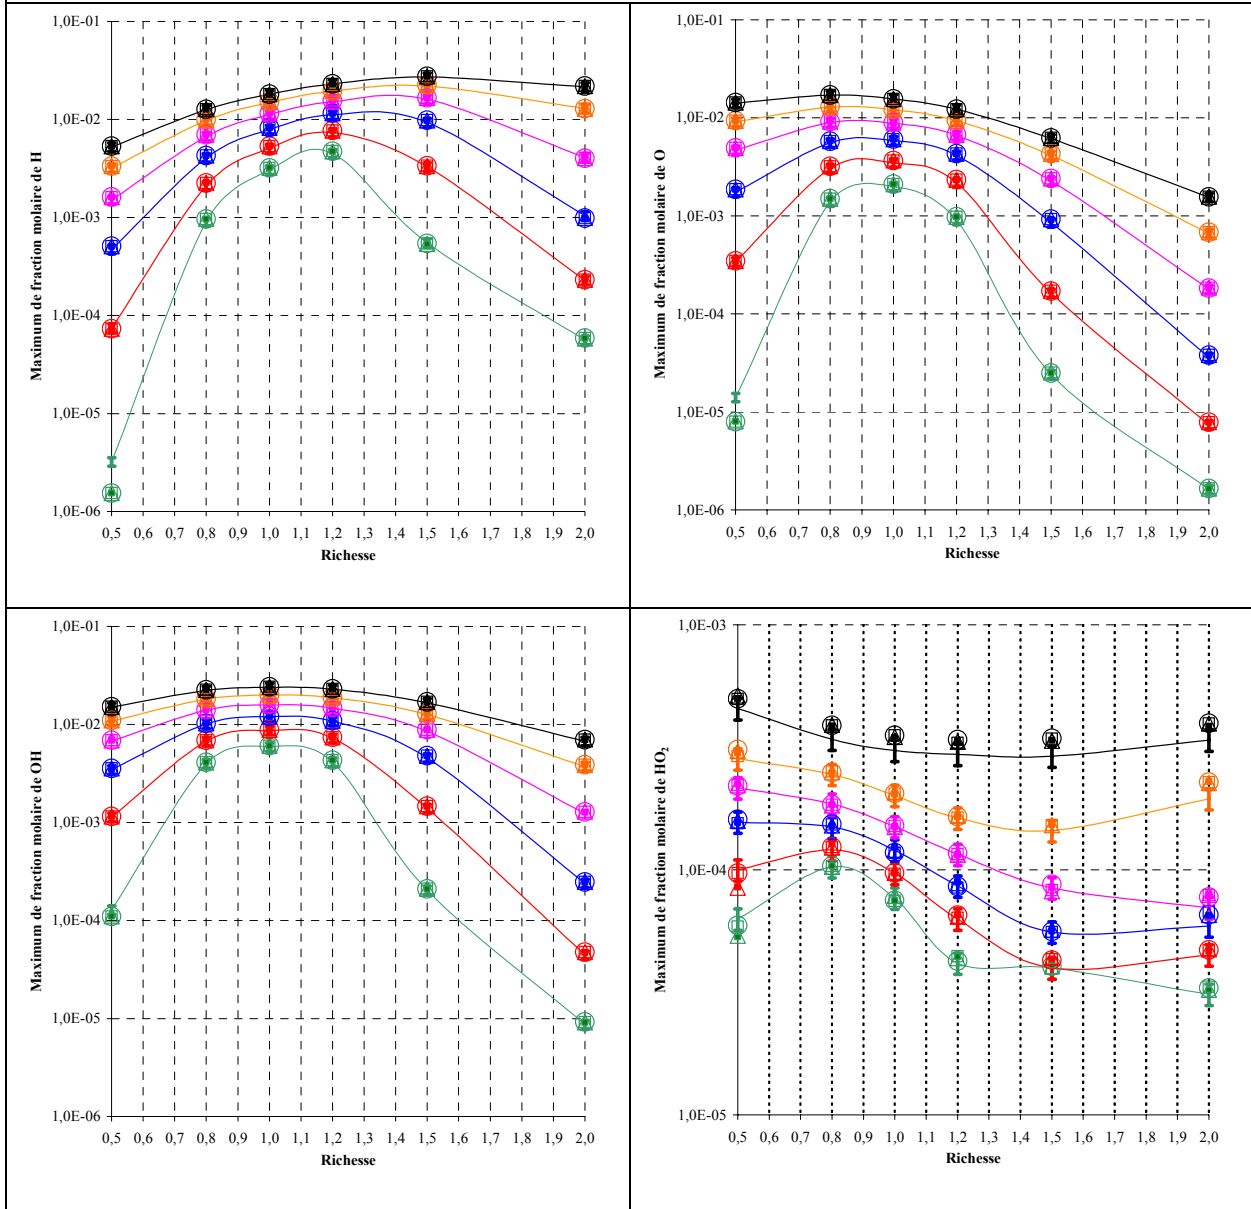 Maximum de fraction molaire de H
1,0E-01
1,0E-02
1,0E-03
1,0E-04
1,0E-05
1,0E-06
0,5 0,6 0,7 0,8 0,9 1,0 1,1 1,2 1,3 1,4 1,5 1,6 1,7 1,8 1,9 2,0
Richesse
Maximum de fraction molaire de O
1,0E-01
1,0E-02
1,0E-03
1,0E-04
1,0E-05
1,0E-06
0,5 0,6 0,7 0,8 0,9 1,0 1,1 1,2 1,3 1,4 1,5 1,6 1,7 1,8 1,9 2,0
Richesse
Maximum de fraction molaire de OH
1,0E-01
1,0E-02
1,0E-03
1,0E-04
1,0E-05
1,0E-06
0,5 0,6 0,7 0,8 0,9 1,0 1,1 1,2 1,3 1,4 1,5 1,6 1,7 1,8 1,9 2,0
Richesse
Maximum de fraction molaire de HO₂
1,0E-03
1,0E-04
1,0E-05
0,5 0,6 0,7 0,8 0,9 1,0 1,1 1,2 1,3 1,4 1,5 1,6 1,7 1,8 1,9 2,0
Richesse